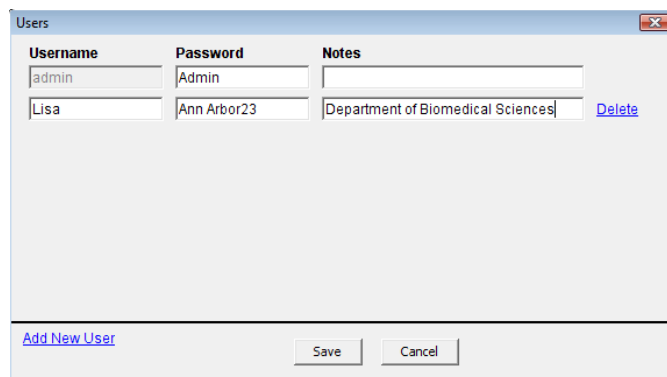 Users
Username Password Notes
admin Admin
Lisa Ann Arbor23 Department of Biomedical Sciences Delete
Add New User
Save Cancel